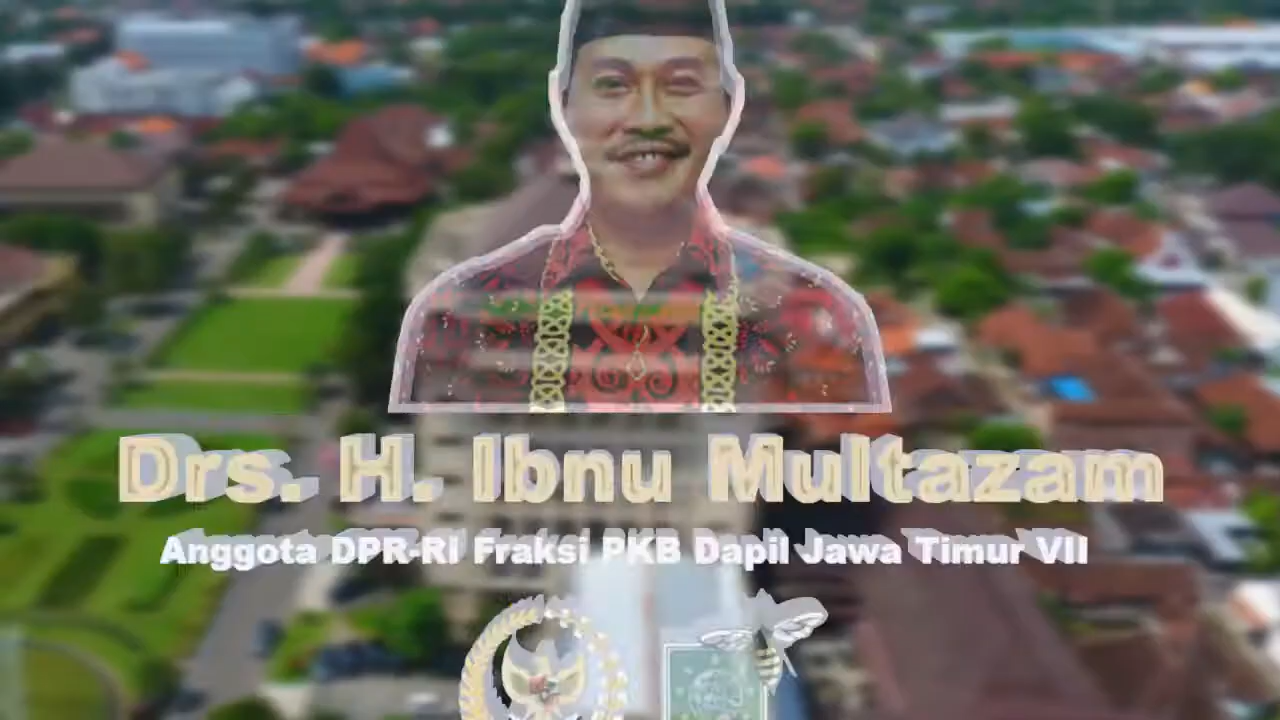 Drs. H. Ibnu Multazam
Anggota DPR-RI Fraksi PKB Dapil Jawa Timur VII